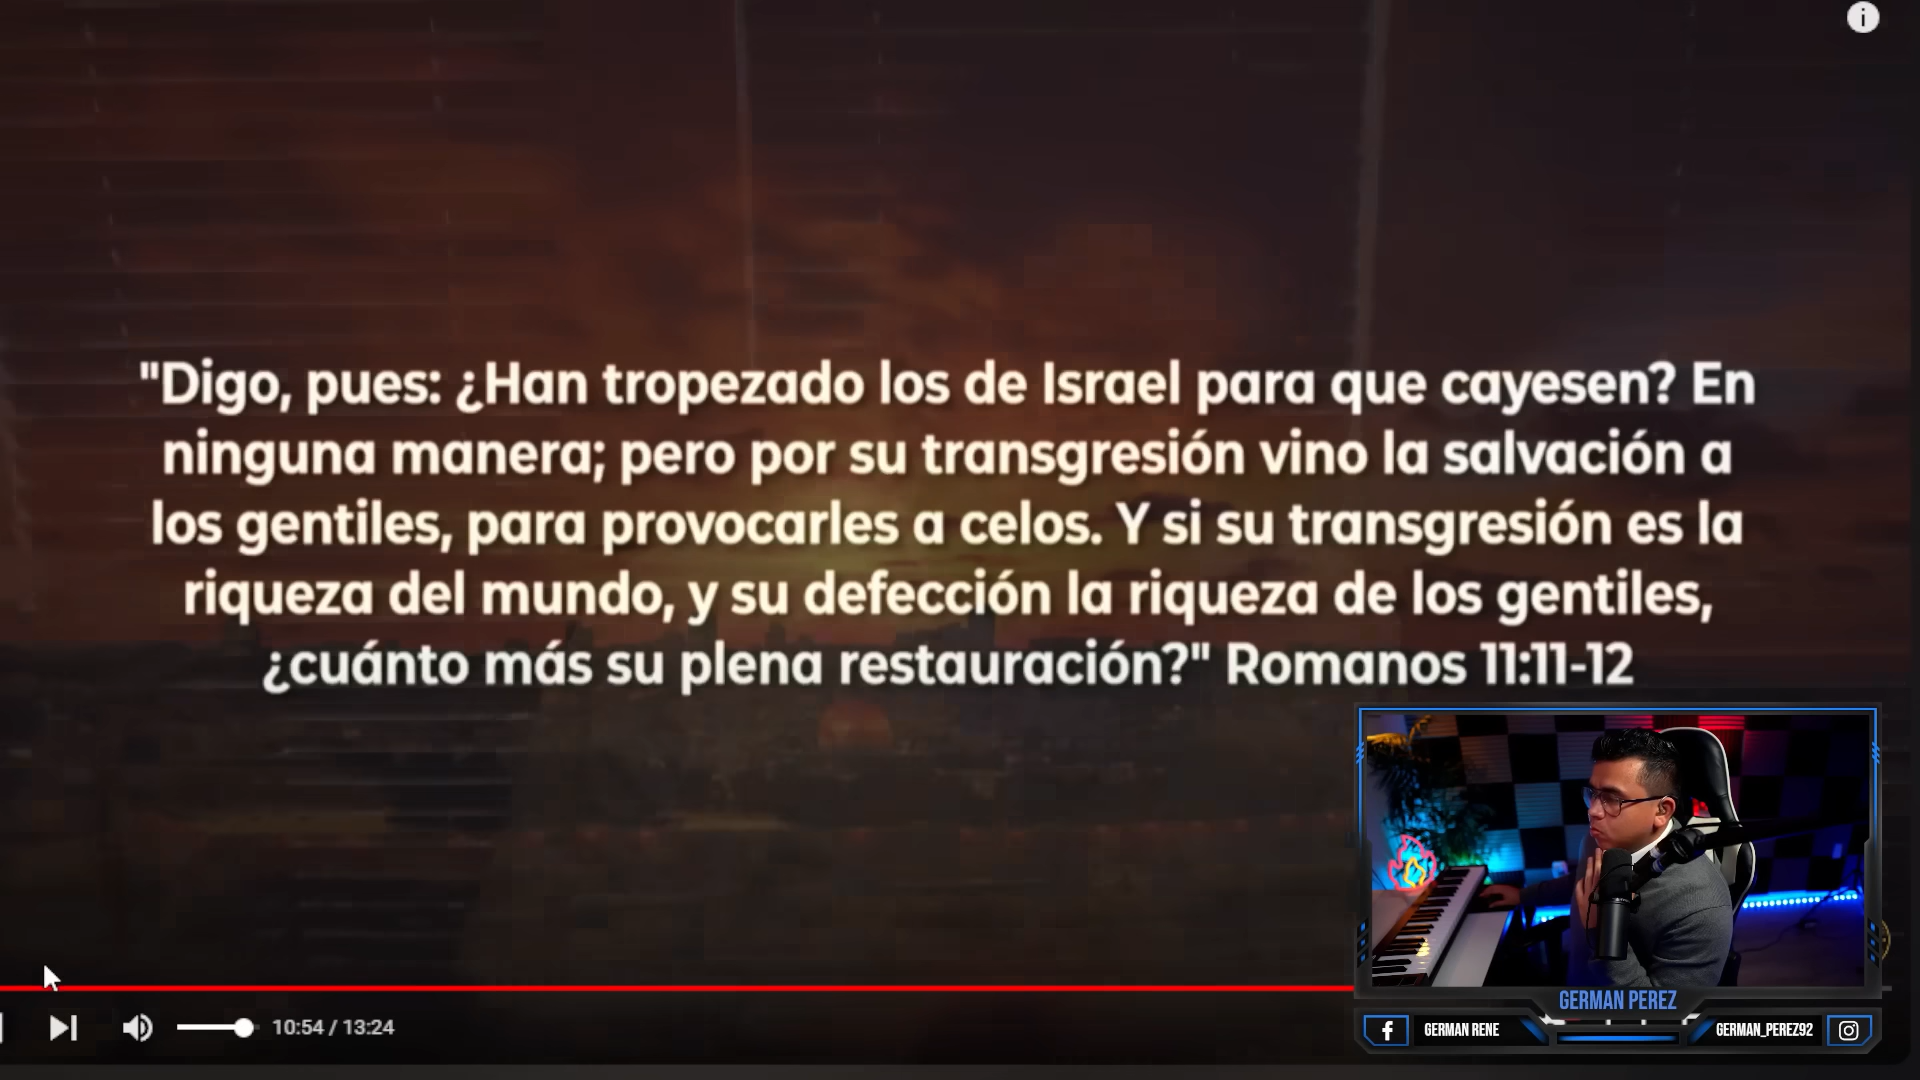 "Digo, pues: ¿Han tropezado los de Israel para que cayesen? En
ninguna manera; pero por su transgresión vino la salvación a
los gentiles, para provocarles a celos. Y si su transgresión es la
riqueza del mundo, y su defección la riqueza de los gentiles,
¿cuánto más su plena restauración?" Romanos 11:11-12
GERMAN PEREZ
GERMAN RENE
GERMAN_PEREZ92
10:54 / 13:24